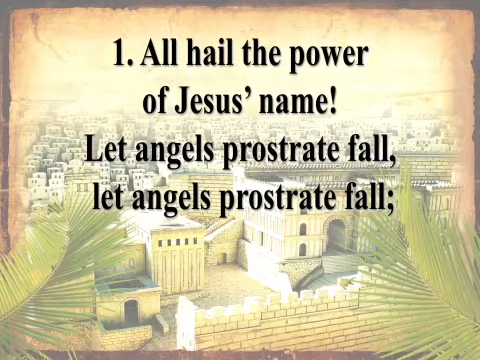 1. All hail the power
of Jesus’ name!
Let angels prostrate fall,
let angels prostrate fall;